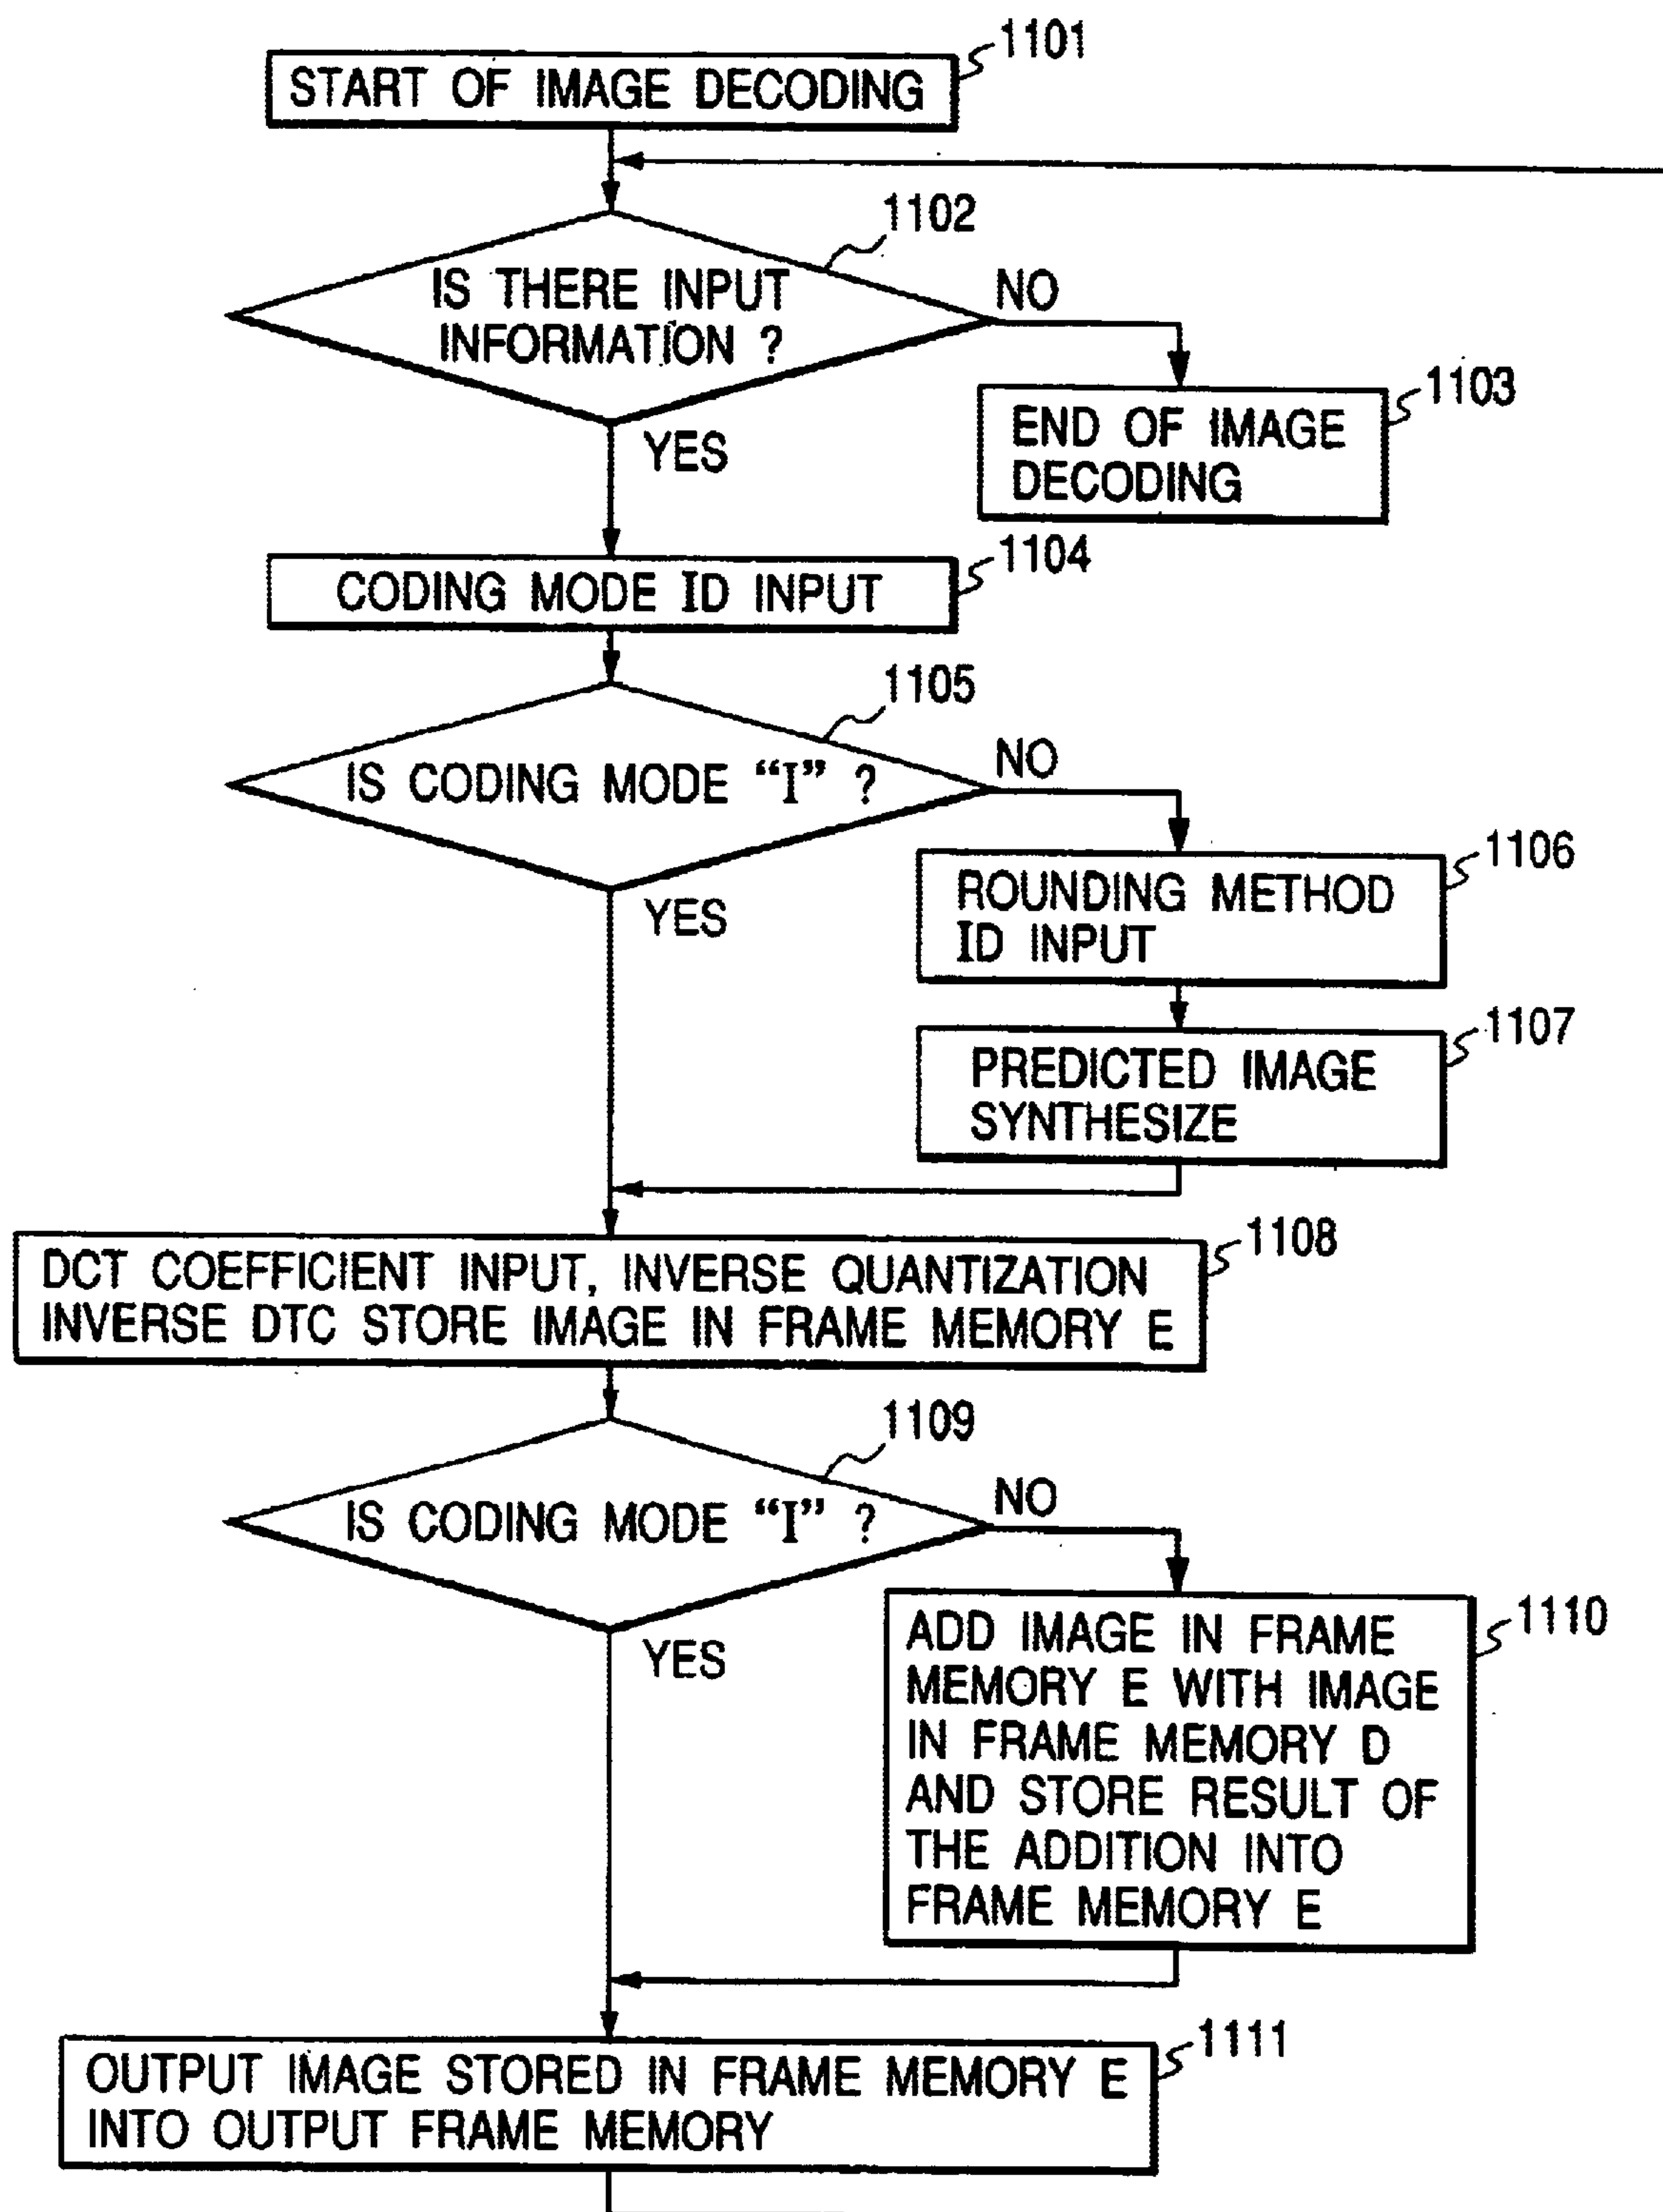 1101
START OF IMAGE DECODING
1102
IS THERE INPUT
INFORMATION ?
NO
YES
1103
END OF IMAGE
DECODING
1104
CODING MODE ID INPUT
1105
IS CODING MODE “I” ?
NO
YES
1106
ROUNDING METHOD
ID INPUT
1107
PREDICTED IMAGE
SYNTHESIZE
1108
DCT COEFFICIENT INPUT, INVERSE QUANTIZATION
INVERSE DTC STORE IMAGE IN FRAME MEMORY E
1109
IS CODING MODE “I” ?
NO
YES
1110
ADD IMAGE IN FRAME
MEMORY E WITH IMAGE
IN FRAME MEMORY D
AND STORE RESULT OF
THE ADDITION INTO
FRAME MEMORY E
1111
OUTPUT IMAGE STORED IN FRAME MEMORY E
INTO OUTPUT FRAME MEMORY